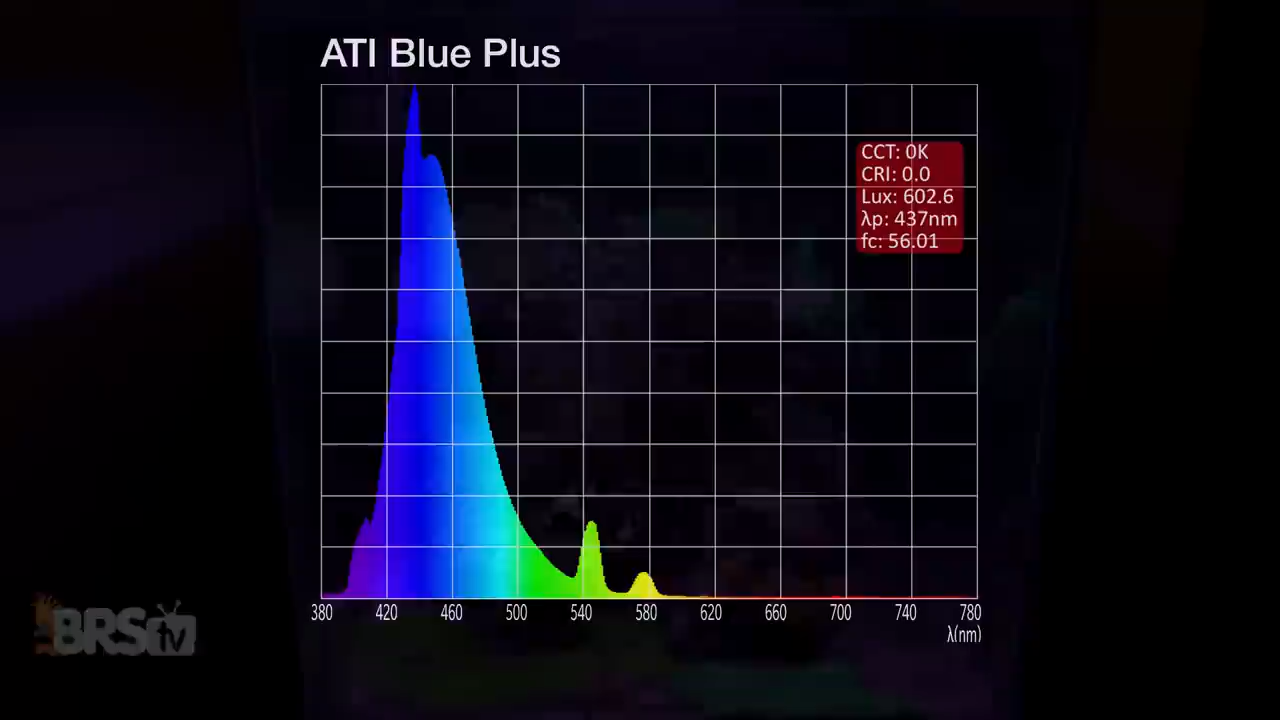 ATI Blue Plus
CCT: 0K
CRI: 0.0
Lux: 602.6
λp: 437nm
fc: 56.01
380 420 460 500 540 580 620 660 700 740 780
λ(nm)
BRStv